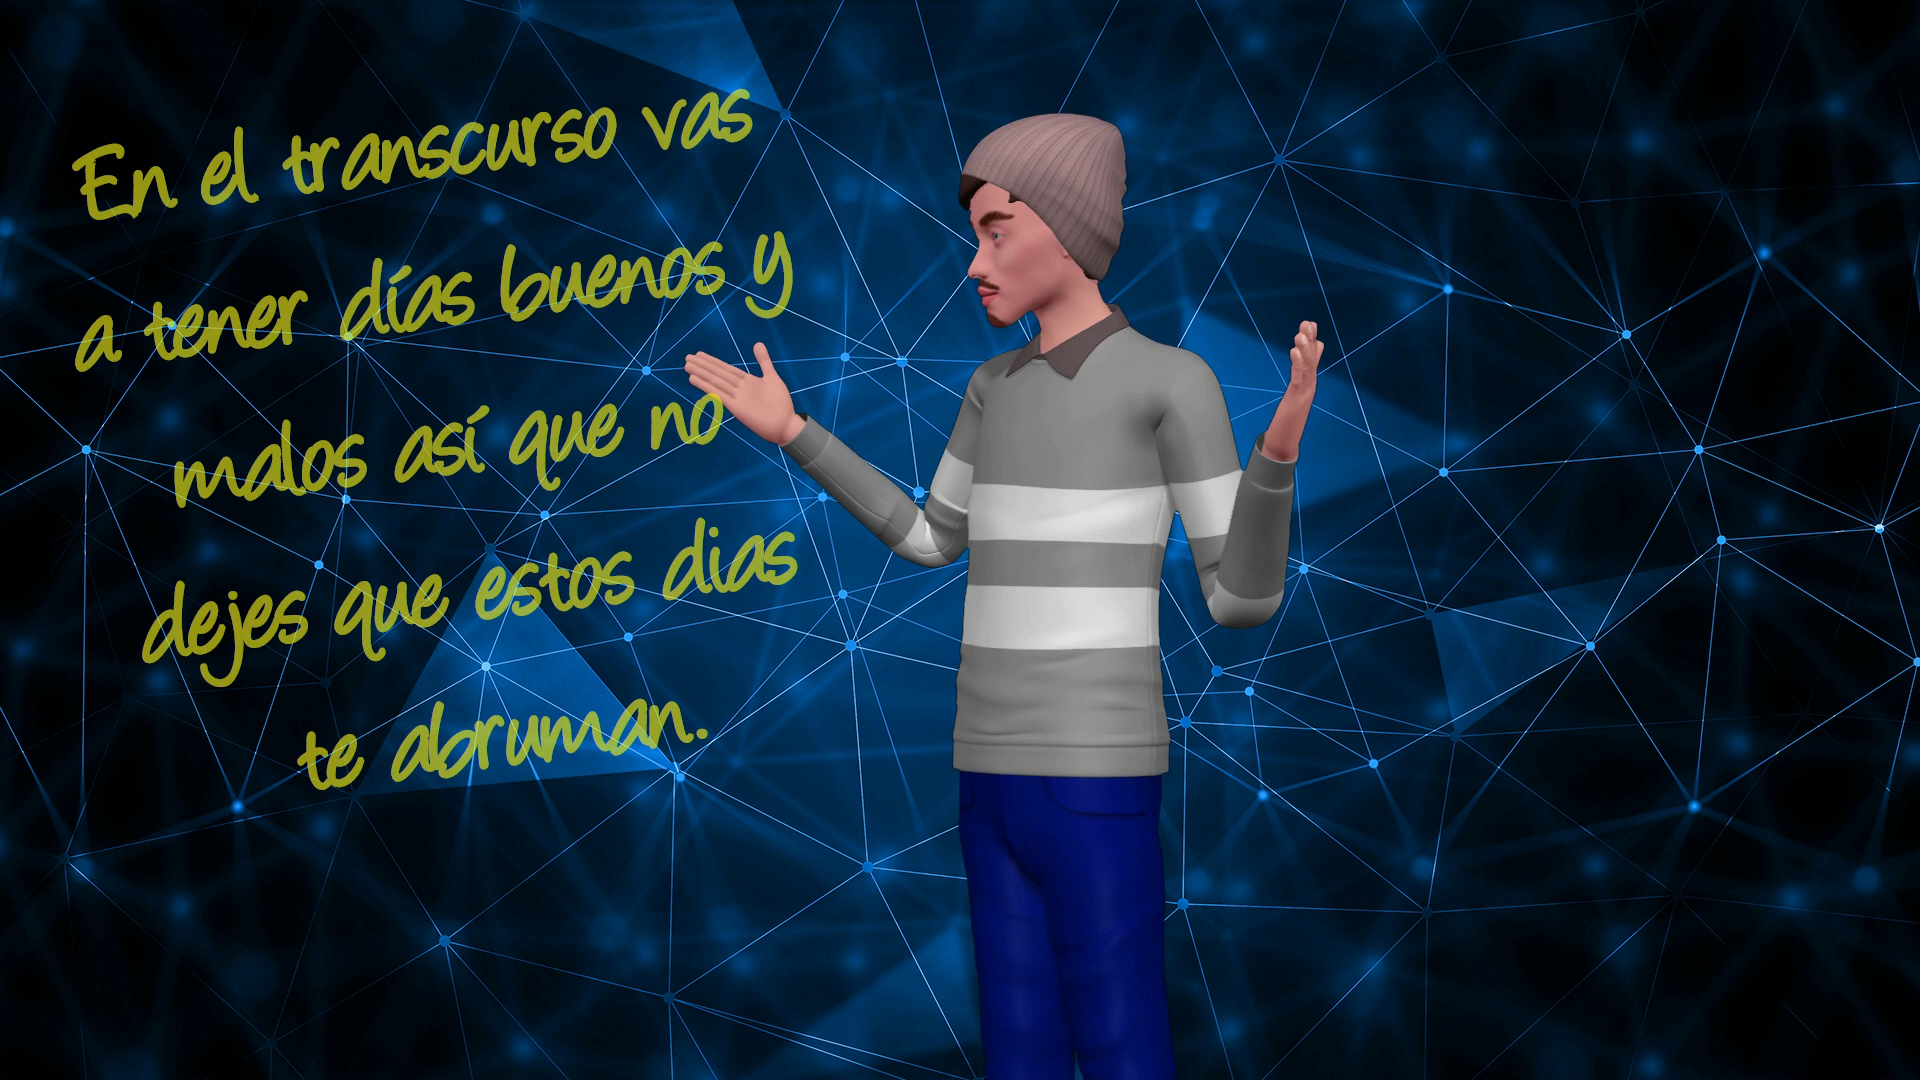 En el transcurso vas
a tener días buenos y
malos así que no
dejes que estos dias
te abruman.